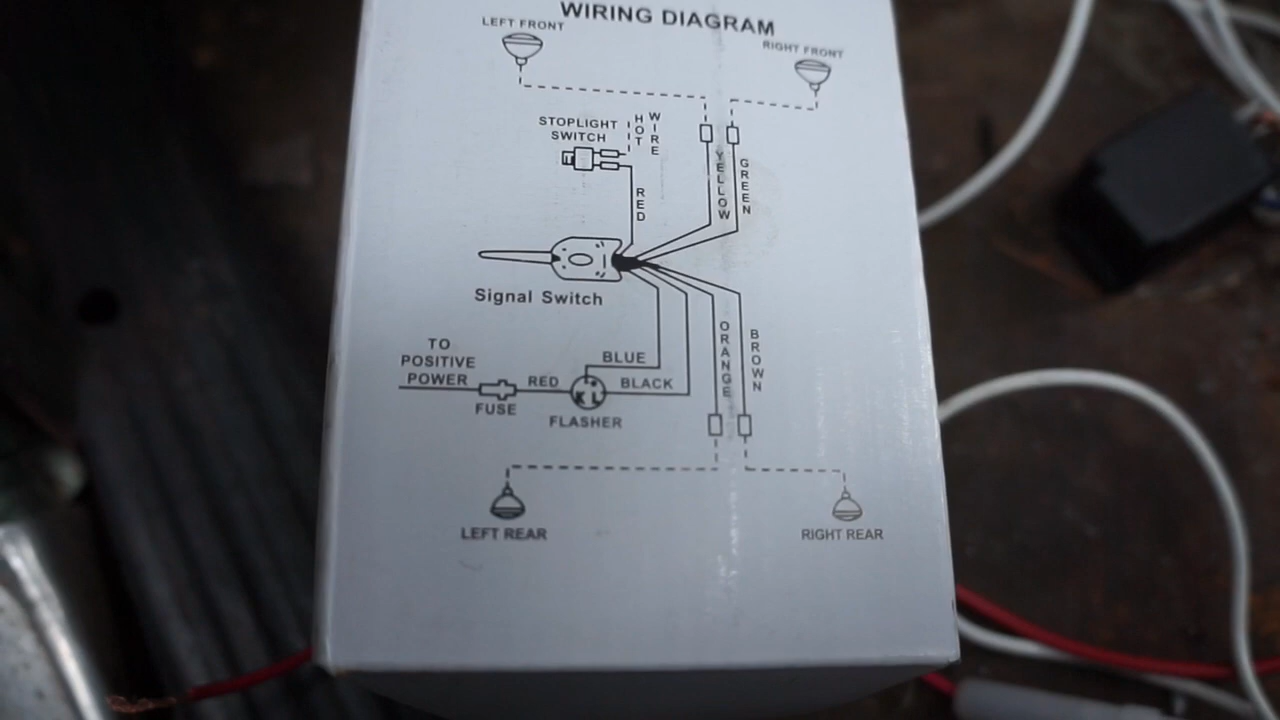 WIRING DIAGRAM
LEFT FRONT
RIGHT FRONT
STOPLIGHT
SWITCH
HOT
WIRE
YELLOW
GREEN
RED
Signal Switch
TO
POSITIVE
POWER
FUSE
RED
BLUE
BLACK
X L
FLASHER
ORANGE
BROWN
LEFT REAR
RIGHT REAR